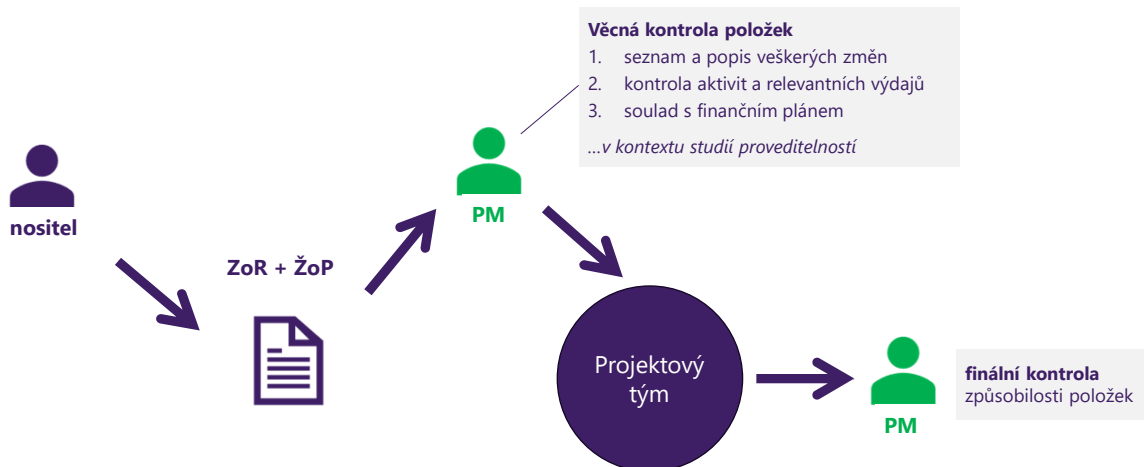 Věcná kontrola položek
1. seznam a popis veškerých změn
2. kontrola aktivit a relevantních výdajů
3. soulad s finančním plánem
...v kontextu studií proveditelností
nositel
PM
ZoR + ŽoP
Projektový
tým
PM
finální kontrola
způsobilosti položek